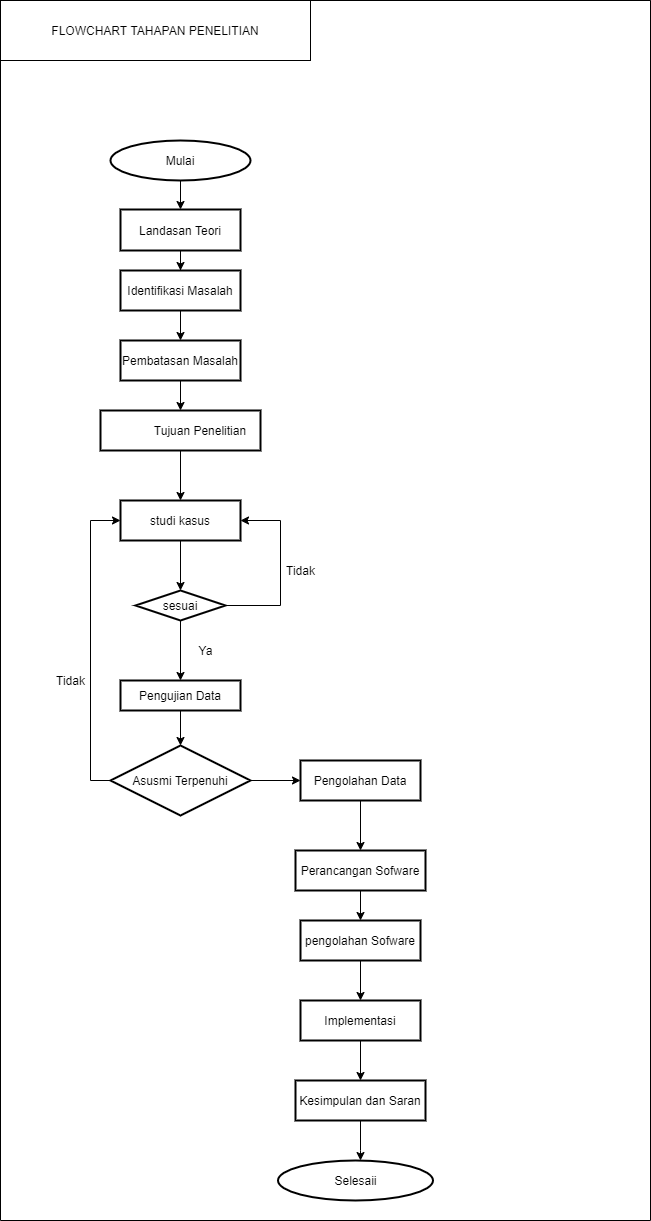 FLOWCHART TAHAPAN PENELITIAN
Mulai
Landasan Teori
Identifikasi Masalah
Pembatasan Masalah
Tujuan Penelitian
studi kasus
Tidak
sesuai
Ya
Tidak
Pengujian Data
Asusmi Terpenuhi
Pengolahan Data
Perancangan Sofware
pengolahan Sofware
Implementasi
Kesimpulan dan Saran
Selesaii